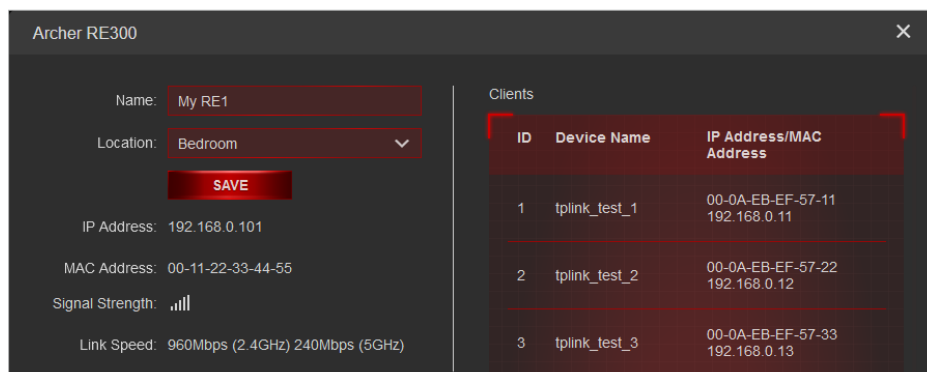 Archer RE300
Name: My RE1
Location: Bedroom
SAVE
IP Address: 192.168.0.101
MAC Address: 00-11-22-33-44-55
Signal Strength:
Link Speed: 960Mbps (2.4GHz) 240Mbps (5GHz)
Clients
ID Device Name IP Address/MAC
Address
1 tplink_test_1 00-0A-EB-EF-57-11
192.168.0.11
2 tplink_test_2 00-0A-EB-EF-57-22
192.168.0.12
3 tplink_test_3 00-0A-EB-EF-57-33
192.168.0.13